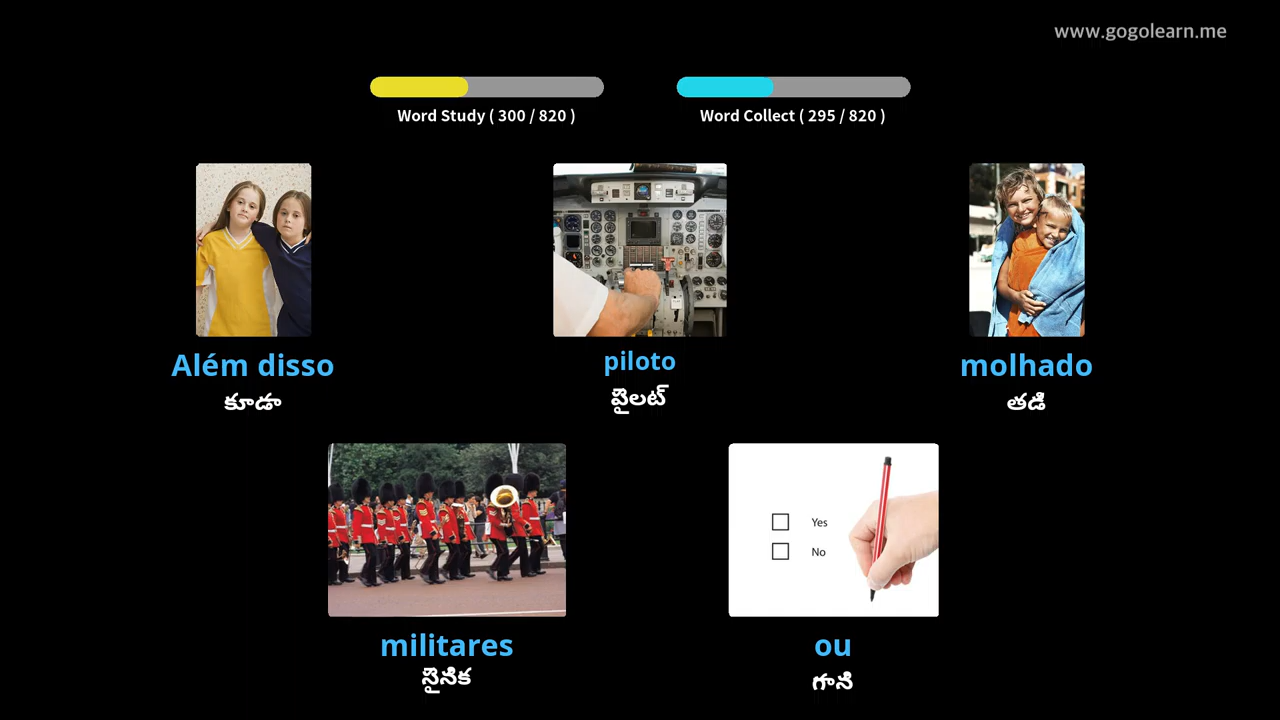 www.gogolearn.me
Word Study ( 300 / 820 )
Word Collect ( 295 / 820 )
Além disso
కూడా
piloto
పైలట్
molhado
తడి
militares
సైనిక
Yes
No
ou
గాని